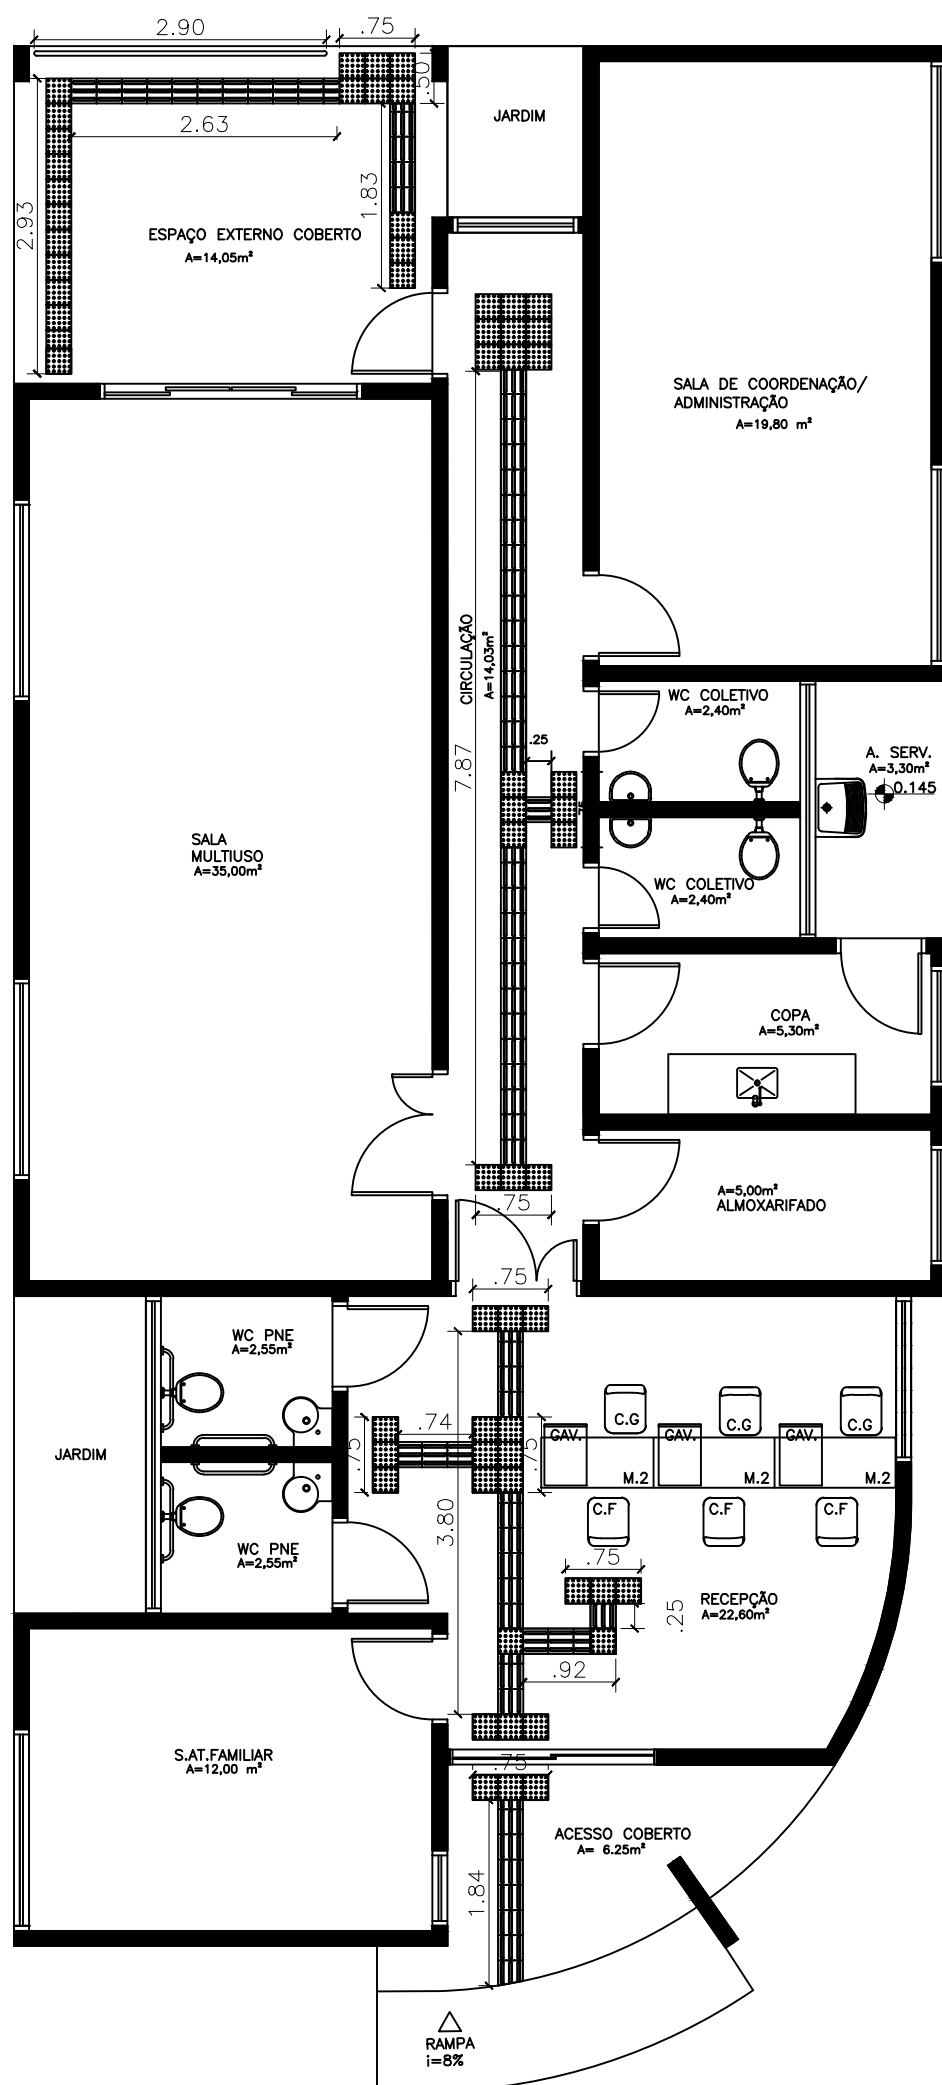 2.90
.75
.50
JARDIM
2.63
1.83
2.93
ESPAÇO EXTERNO COBERTO
A=14,05m²
SALA DE COORDENAÇÃO/
ADMINISTRAÇÃO
A=19,80 m²
CIRCULAÇÃO
A=14,03m²
7.87
WC COLETIVO
A=2,40m²
.25
.75
A. SERV.
A=3,30m²
0.145
SALA
MULTIUSO
A=35,00m²
WC COLETIVO
A=2,40m²
COPA
A=5,30m²
A=5,00m²
ALMOXARIFADO
.75
.75
WC PNE
A=2,55m²
JARDIM
.75
.74
.75
C.G
C.G
C.G
GAV.
GAV.
GAV.
M.2
M.2
M.2
C.F
C.F
C.F
3.80
WC PNE
A=2,55m²
.75
.25
RECEPÇÃO
A=22,60m²
.92
S.AT.FAMILIAR
A=12,00 m²
.75
ACESSO COBERTO
A= 6.25m²
1.84
RAMPA
i=8%